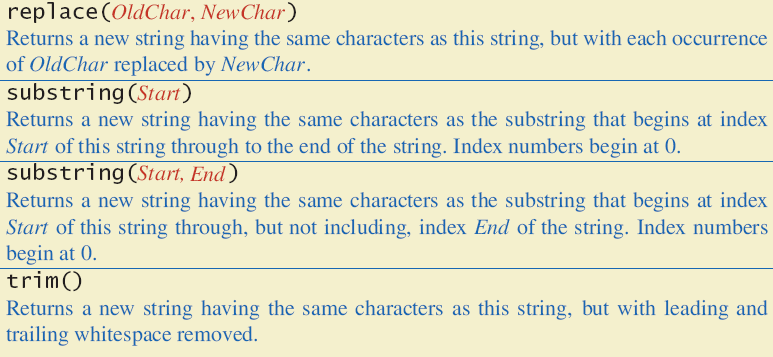 replace(OldChar, NewChar)
Returns a new string having the same characters as this string, but with each occurrence
of OldChar replaced by NewChar.
substring(Start)
Returns a new string having the same characters as the substring that begins at index
Start of this string through to the end of the string. Index numbers begin at 0.
substring(Start, End)
Returns a new string having the same characters as the substring that begins at index
Start of this string through, but not including, index End of the string. Index numbers
begin at 0.
trim()
Returns a new string having the same characters as this string, but with leading and
trailing whitespace removed.